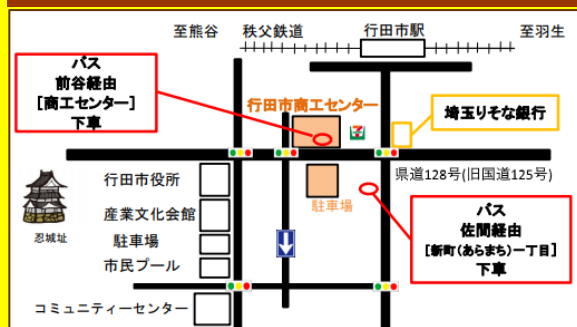 至熊谷
秩父鉄道
行田市駅
至羽生
バス
前谷経由
[商工センター]
下車
行田市商工センター
埼玉りそな銀行
県道128号(旧国道125号)
行田市役所
産業文化会館
駐車場
市民プール
コミュニティーセンター
忍城址
駐車場
バス
佐間経由
[新町(あらまち)一丁目]
下車